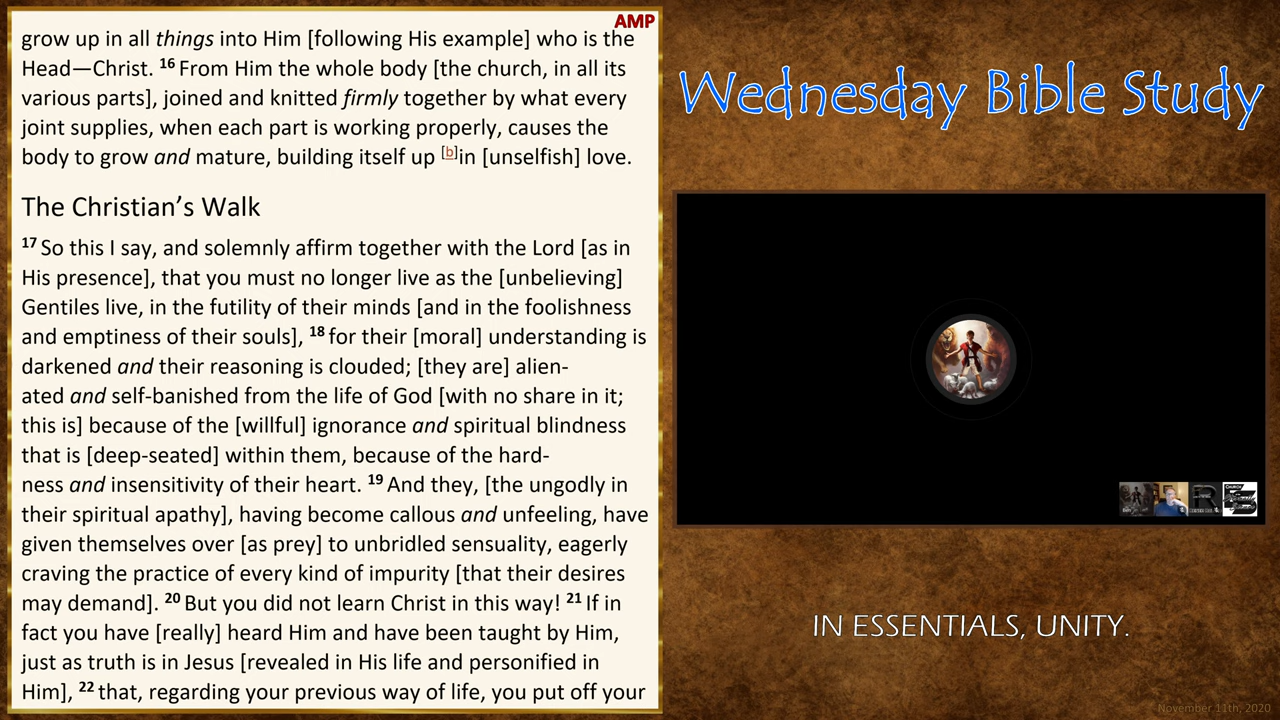 AMP
grow up in all things into Him [following His example] who is the
Head—Christ. 16 From Him the whole body [the church, in all its
various parts], joined and knitted firmly together by what every
joint supplies, when each part is working properly, causes the
body to grow and mature, building itself up [b]in [unselfish] love.
The Christian’s Walk
17 So this I say, and solemnly affirm together with the Lord [as in
His presence], that you must no longer live as the [unbelieving]
Gentiles live, in the futility of their minds [and in the foolishness
and emptiness of their souls], 18 for their [moral] understanding is
darkened and their reasoning is clouded; [they are] alien-
ated and self-banished from the life of God [with no share in it;
this is] because of the [willful] ignorance and spiritual blindness
that is [deep-seated] within them, because of the hard-
ness and insensitivity of their heart. 19 And they, [the ungodly in
their spiritual apathy], having become callous and unfeeling, have
given themselves over [as prey] to unbridled sensuality, eagerly
craving the practice of every kind of impurity [that their desires
may demand]. 20 But you did not learn Christ in this way! 21 If in
fact you have [really] heard Him and have been taught by Him,
just as truth is in Jesus [revealed in His life and personified in
Him], 22 that, regarding your previous way of life, you put off your
Wednesday Bible Study
IN ESSENTIALS, UNITY.
November 11th, 2020